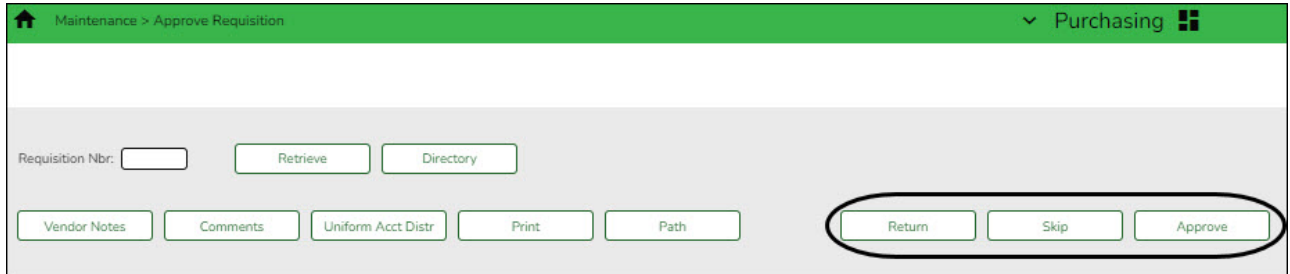 Maintenance > Approve Requisition Purchasing
Requisition Nbr: Retrieve Directory
Vendor Notes Comments Uniform Acct Distr Print Path Return Skip Approve